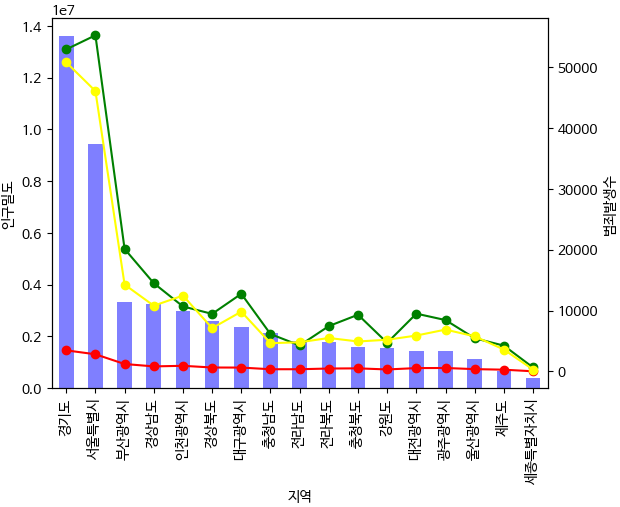 1e7
1.4
1.2
1.0
0.8
0.6
0.4
0.2
0.0
인구밀도
50000
40000
30000
20000
10000
0
범죄발생수
경기도
서울특별시
부산광역시
경상남도
인천광역시
경상북도
대구광역시
충청남도
전라남도
전라북도
충청북도
강원도
대전광역시
광주광역시
울산광역시
제주도
세종특별자치시
지역